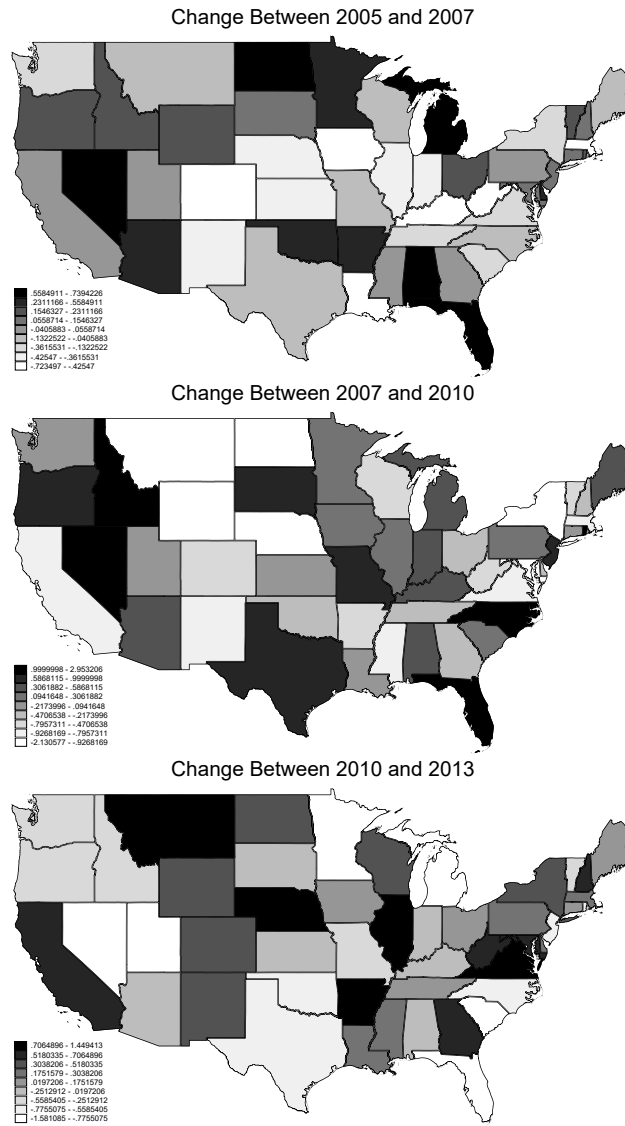 Change Between 2005 and 2007
.5584911 - .7394226
.2311166 - .5584911
.1546327 - .2311166
.0558714 - .1546327
-.0405883 - .0558714
-.1322522 - -.0405883
-.3615531 - -.1322522
-.42547 - -.3615531
-.723497 - -.42547
Change Between 2007 and 2010
.9999998 - 2.953206
.5868115 - .9999998
.3061882 - .5868115
.0941648 - .3061882
-.2173996 - .0941648
-.4706538 - -.2173996
-.7957311 - -.4706538
-.9268169 - -.7957311
-2.130577 - -.9268169
Change Between 2010 and 2013
.7064896 - 1.449413
.5180335 - .7064896
.3038206 - .5180335
.1751579 - .3038206
.0197206 - .1751579
-.2512912 - .0197206
-.5585405 - -.2512912
-.7755075 - -.5585405
-1.581085 - -.7755075